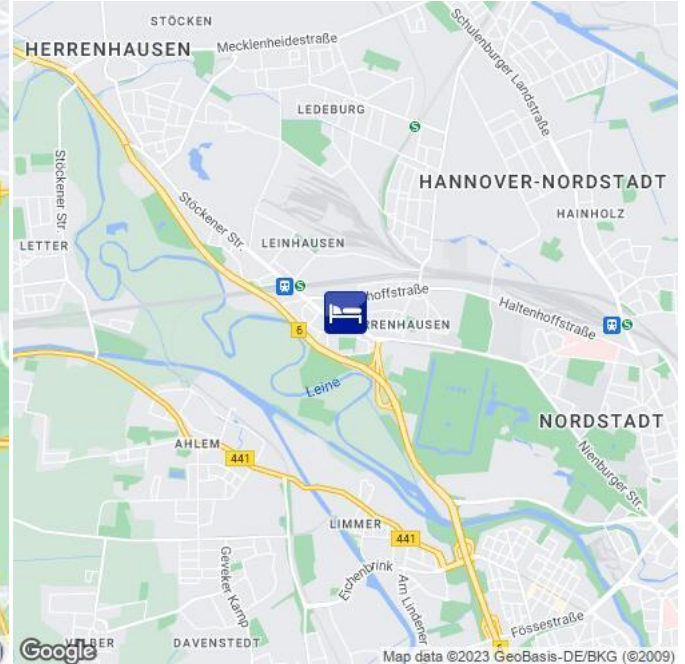 STÖCKEN
HERRENHAUSEN
Mecklenheidestraße
Schulenburger Landstraße
LEDEBURG
S
HANNOVER-NORDSTADT
HAINHOLZ
Stöckener Str.
Stöckener Str.
LETTER
LEINHAUSEN
S
hoffstraße
Haltenhoffstraße
S
RRENHAUSEN
6
Leine
NORDSTADT
AHLEM
441
Nienburger Str.
LIMMER
441
Eichenbrink
Geveker Kamp
Am Lindener
Fössestraße
DAVENSTEDT
Google
Map data ©2023 GeoBasis-DE/BKG (©2009)